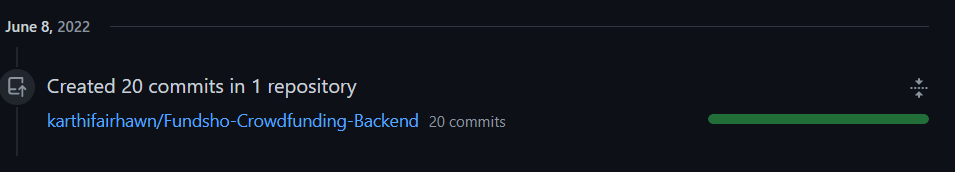 June 8, 2022
Created 20 commits in 1 repository
karthifairhawn/Fundsho-Crowdfunding-Backend 20 commits